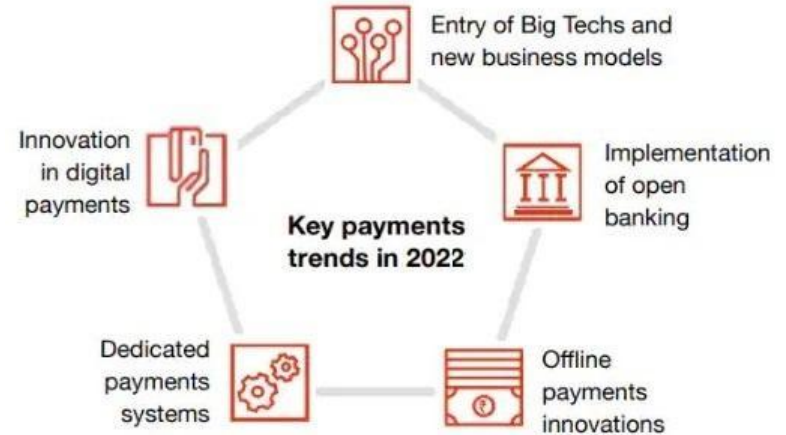 Entry of Big Techs and
new business models
Innovation
in digital
payments
Implementation
of open
banking
Key payments
trends in 2022
Dedicated
payments
systems
Offline
payments
innovations
₹